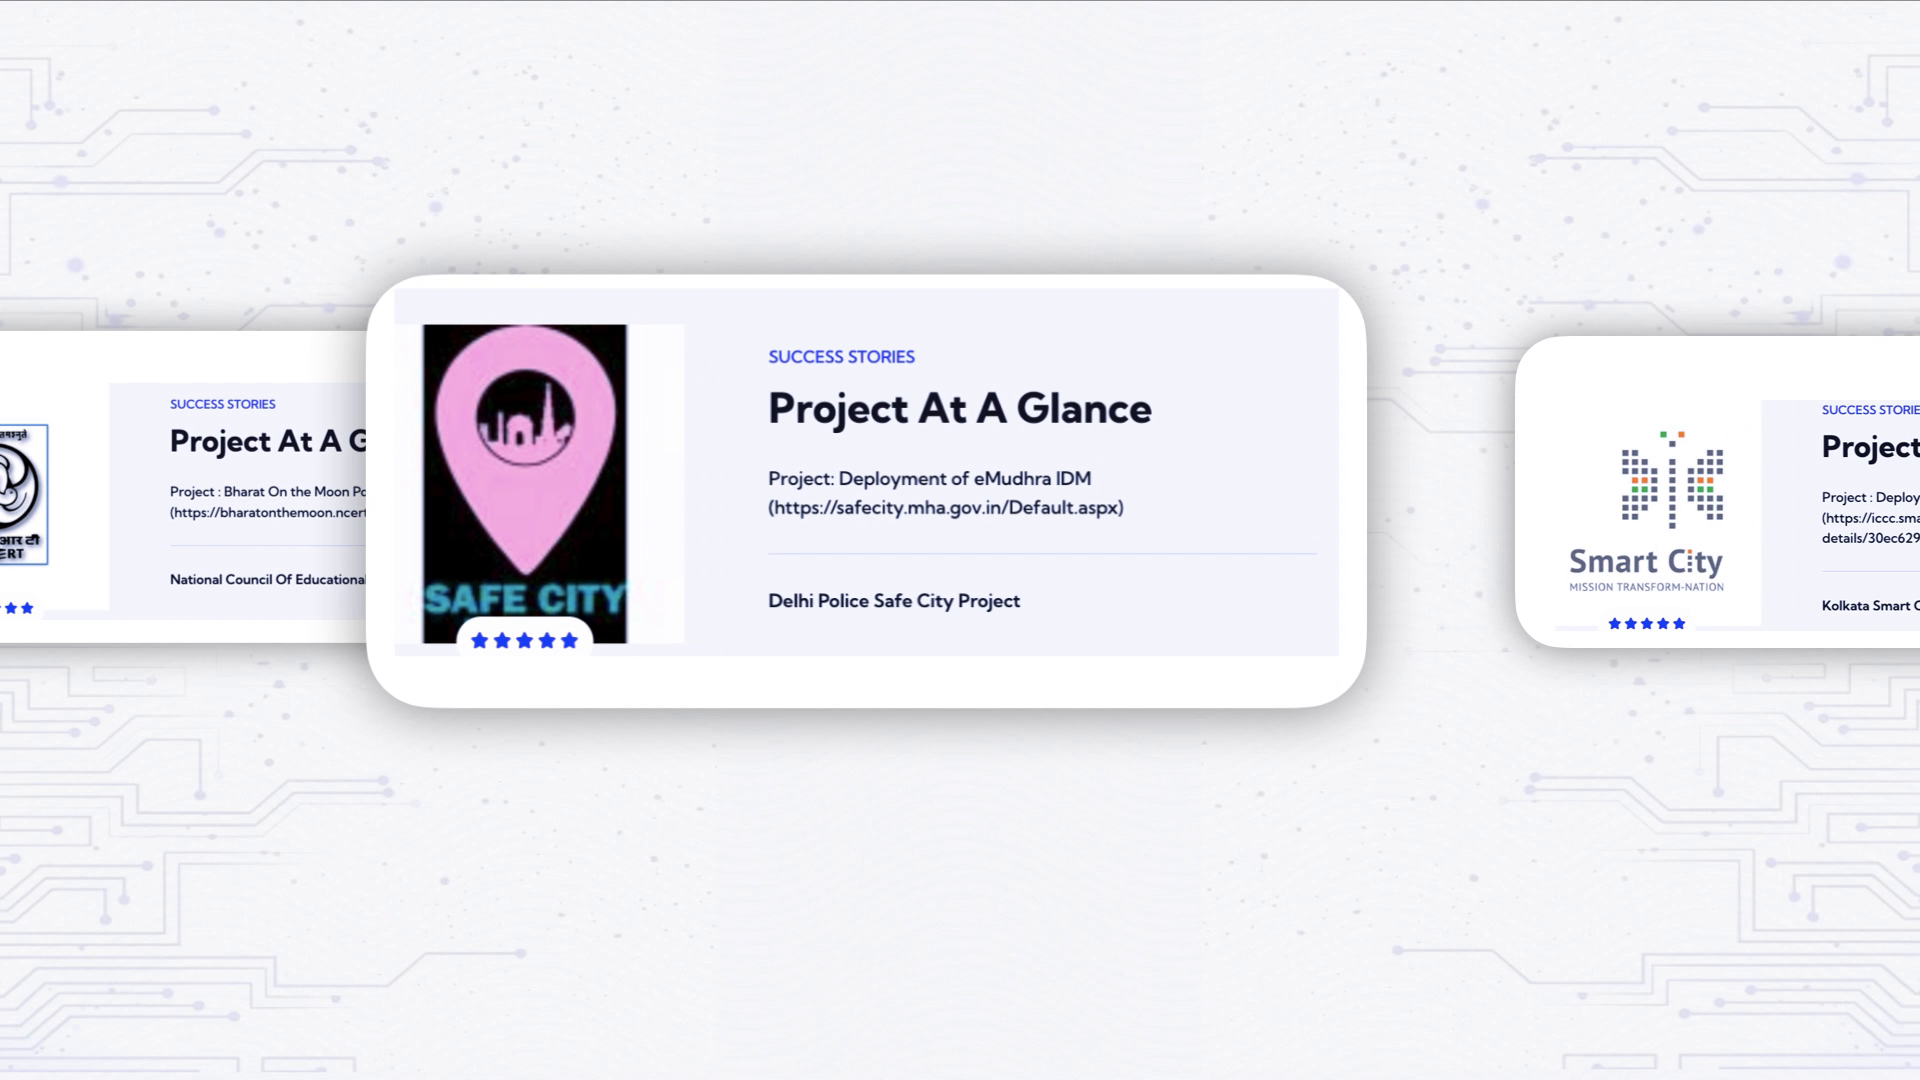 SUCCESS STORIES
Project At A G
Project : Bharat On the Moon Po
(https://bharatonthemoon.ncert
National Council Of Educational
SAFE CITY
SUCCESS STORIES
Project At A Glance
Project: Deployment of eMudhra IDM
(https://safecity.mha.gov.in/Default.aspx)
Delhi Police Safe City Project
Smart City
MISSION TRANSFORM-NATION
SUCCESS STORIE
Project
Project : Deploy
(https://iccc.sma
details/30ec629
Kolkata Smart C